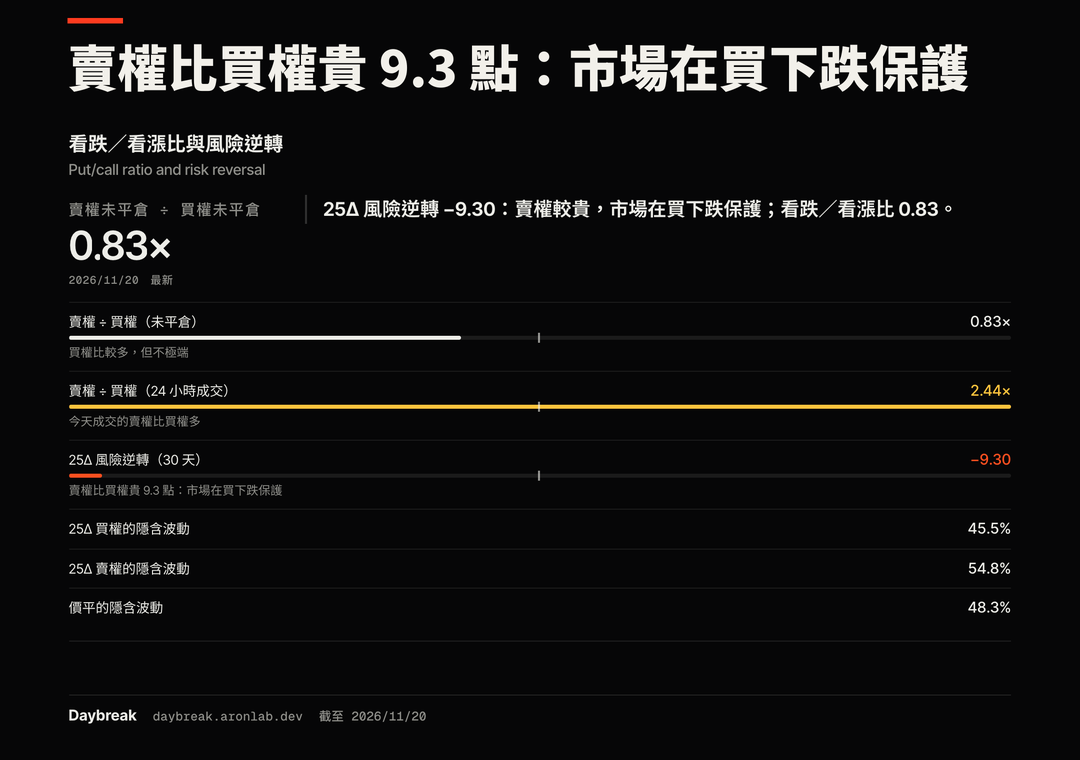 賣權比買權貴 9.3 點：市場在買下跌保護
看跌／看漲比與風險逆轉
Put/call ratio and risk reversal
賣權未平倉 ÷ 買權未平倉
0.83×
2026/11/20 最新
25Δ 風險逆轉 −9.30：賣權較貴，市場在買下跌保護；看跌／看漲比 0.83。
賣權 ÷ 買權（未平倉） 0.83×
買權比較多，但不極端
賣權 ÷ 買權（24 小時成交） 2.44×
今天成交的賣權比買權多
25Δ 風險逆轉（30 天） −9.30
賣權比買權貴 9.3 點：市場在買下跌保護
25Δ 買權的隱含波動 45.5%
25Δ 賣權的隱含波動 54.8%
價平的隱含波動 48.3%
Daybreak daybreak.aronlab.dev 截至 2026/11/20